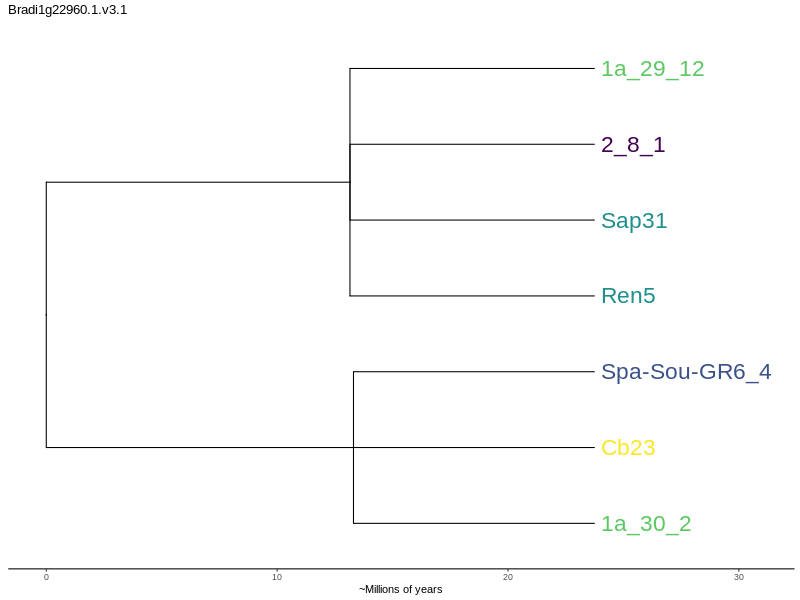 Bradi1g22960.1.v3.1
1a_29_12
2_8_1
Sap31
Ren5
Spa-Sou-GR6_4
Cb23
1a_30_2
0 10 20 30
~Millions of years